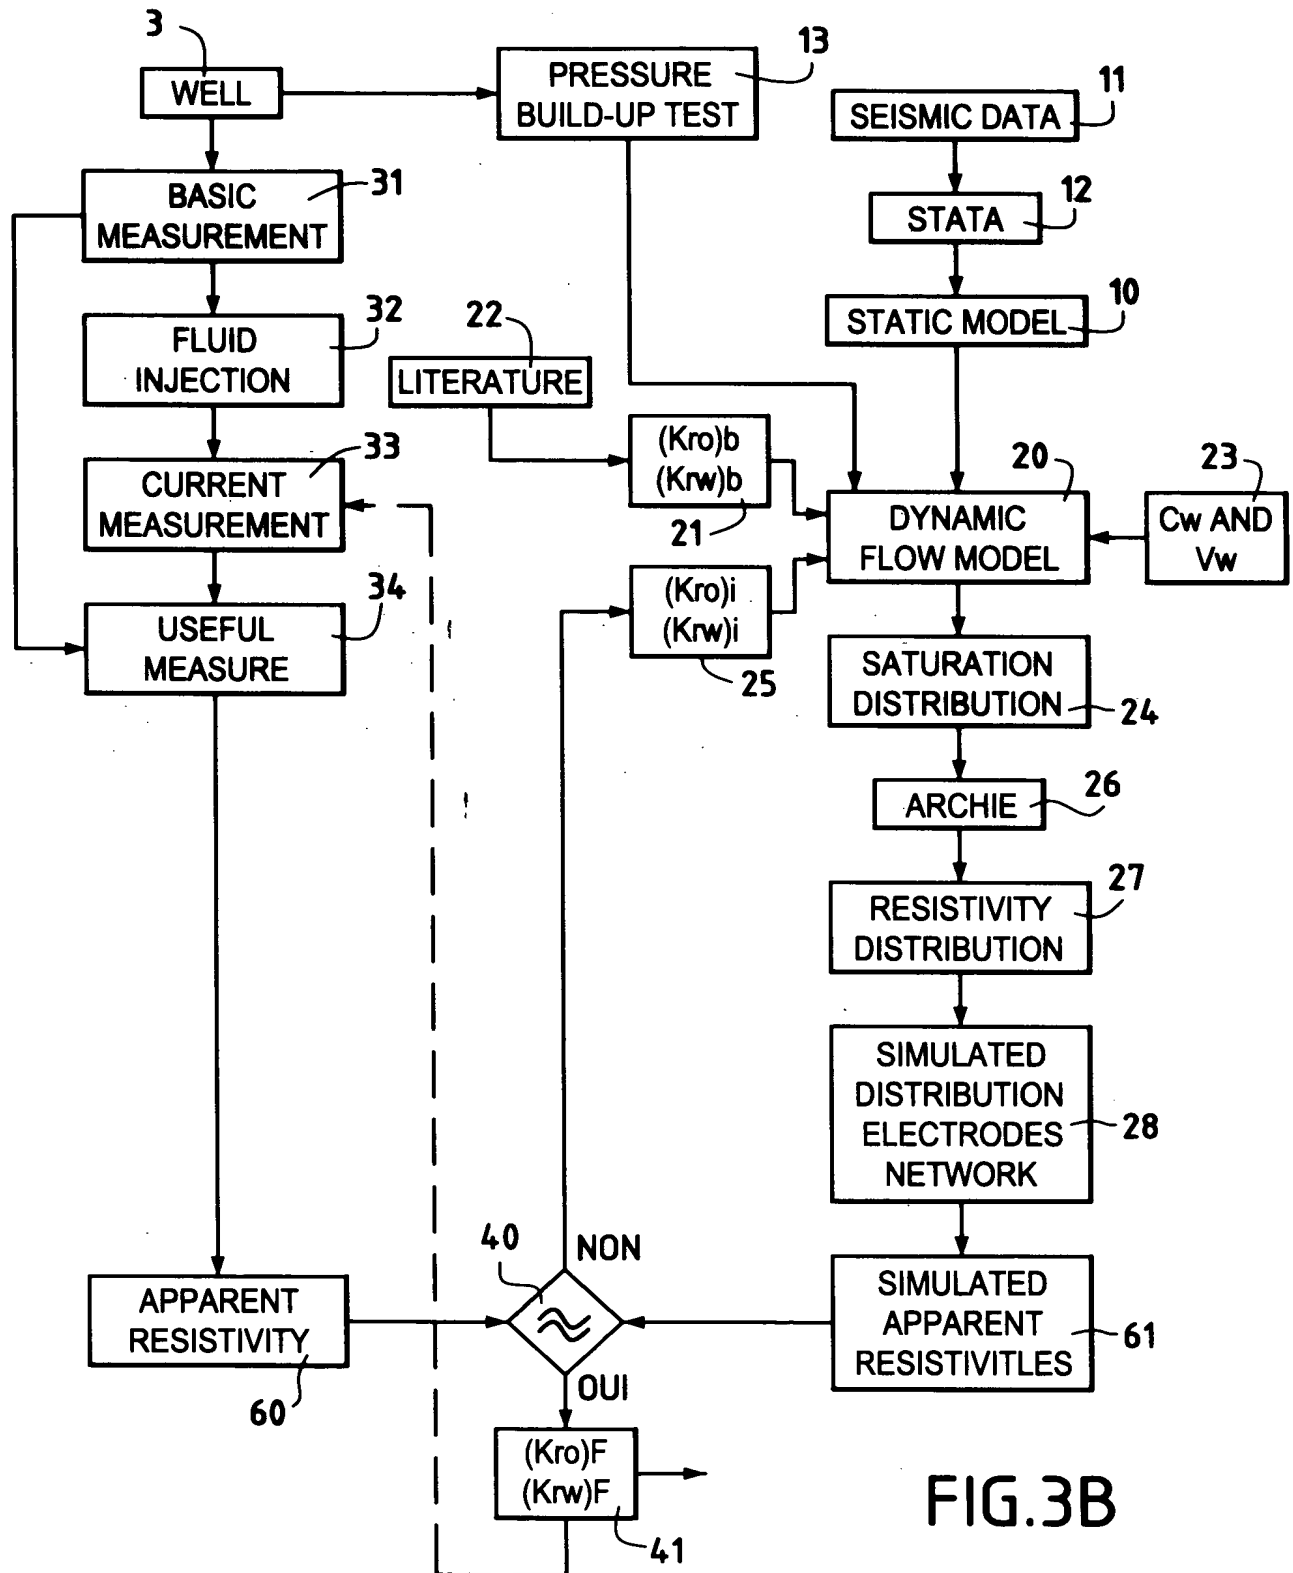 3
WELL
13
PRESSURE
BUILD-UP TEST
11
SEISMIC DATA
31
BASIC
MEASUREMENT
12
STATA
32
FLUID
INJECTION
22
LITERATURE
10
STATIC MODEL
33
CURRENT
MEASUREMENT
(Kro)b
(Krw)b
21
20
DYNAMIC
FLOW MODEL
23
Cw AND
Vw
34
USEFUL
MEASURE
(Kro)i
(Krw)i
25
SATURATION
DISTRIBUTION
24
ARCHIE
26
RESISTIVITY
DISTRIBUTION
27
SIMULATED
DISTRIBUTION
ELECTRODES
NETWORK
28
40
NON
APPARENT
RESISTIVITY
60
≈
SIMULATED
APPARENT
RESISTIVITLES
61
OUI
(Kro)F
(Krw)F
41
FIG.3B